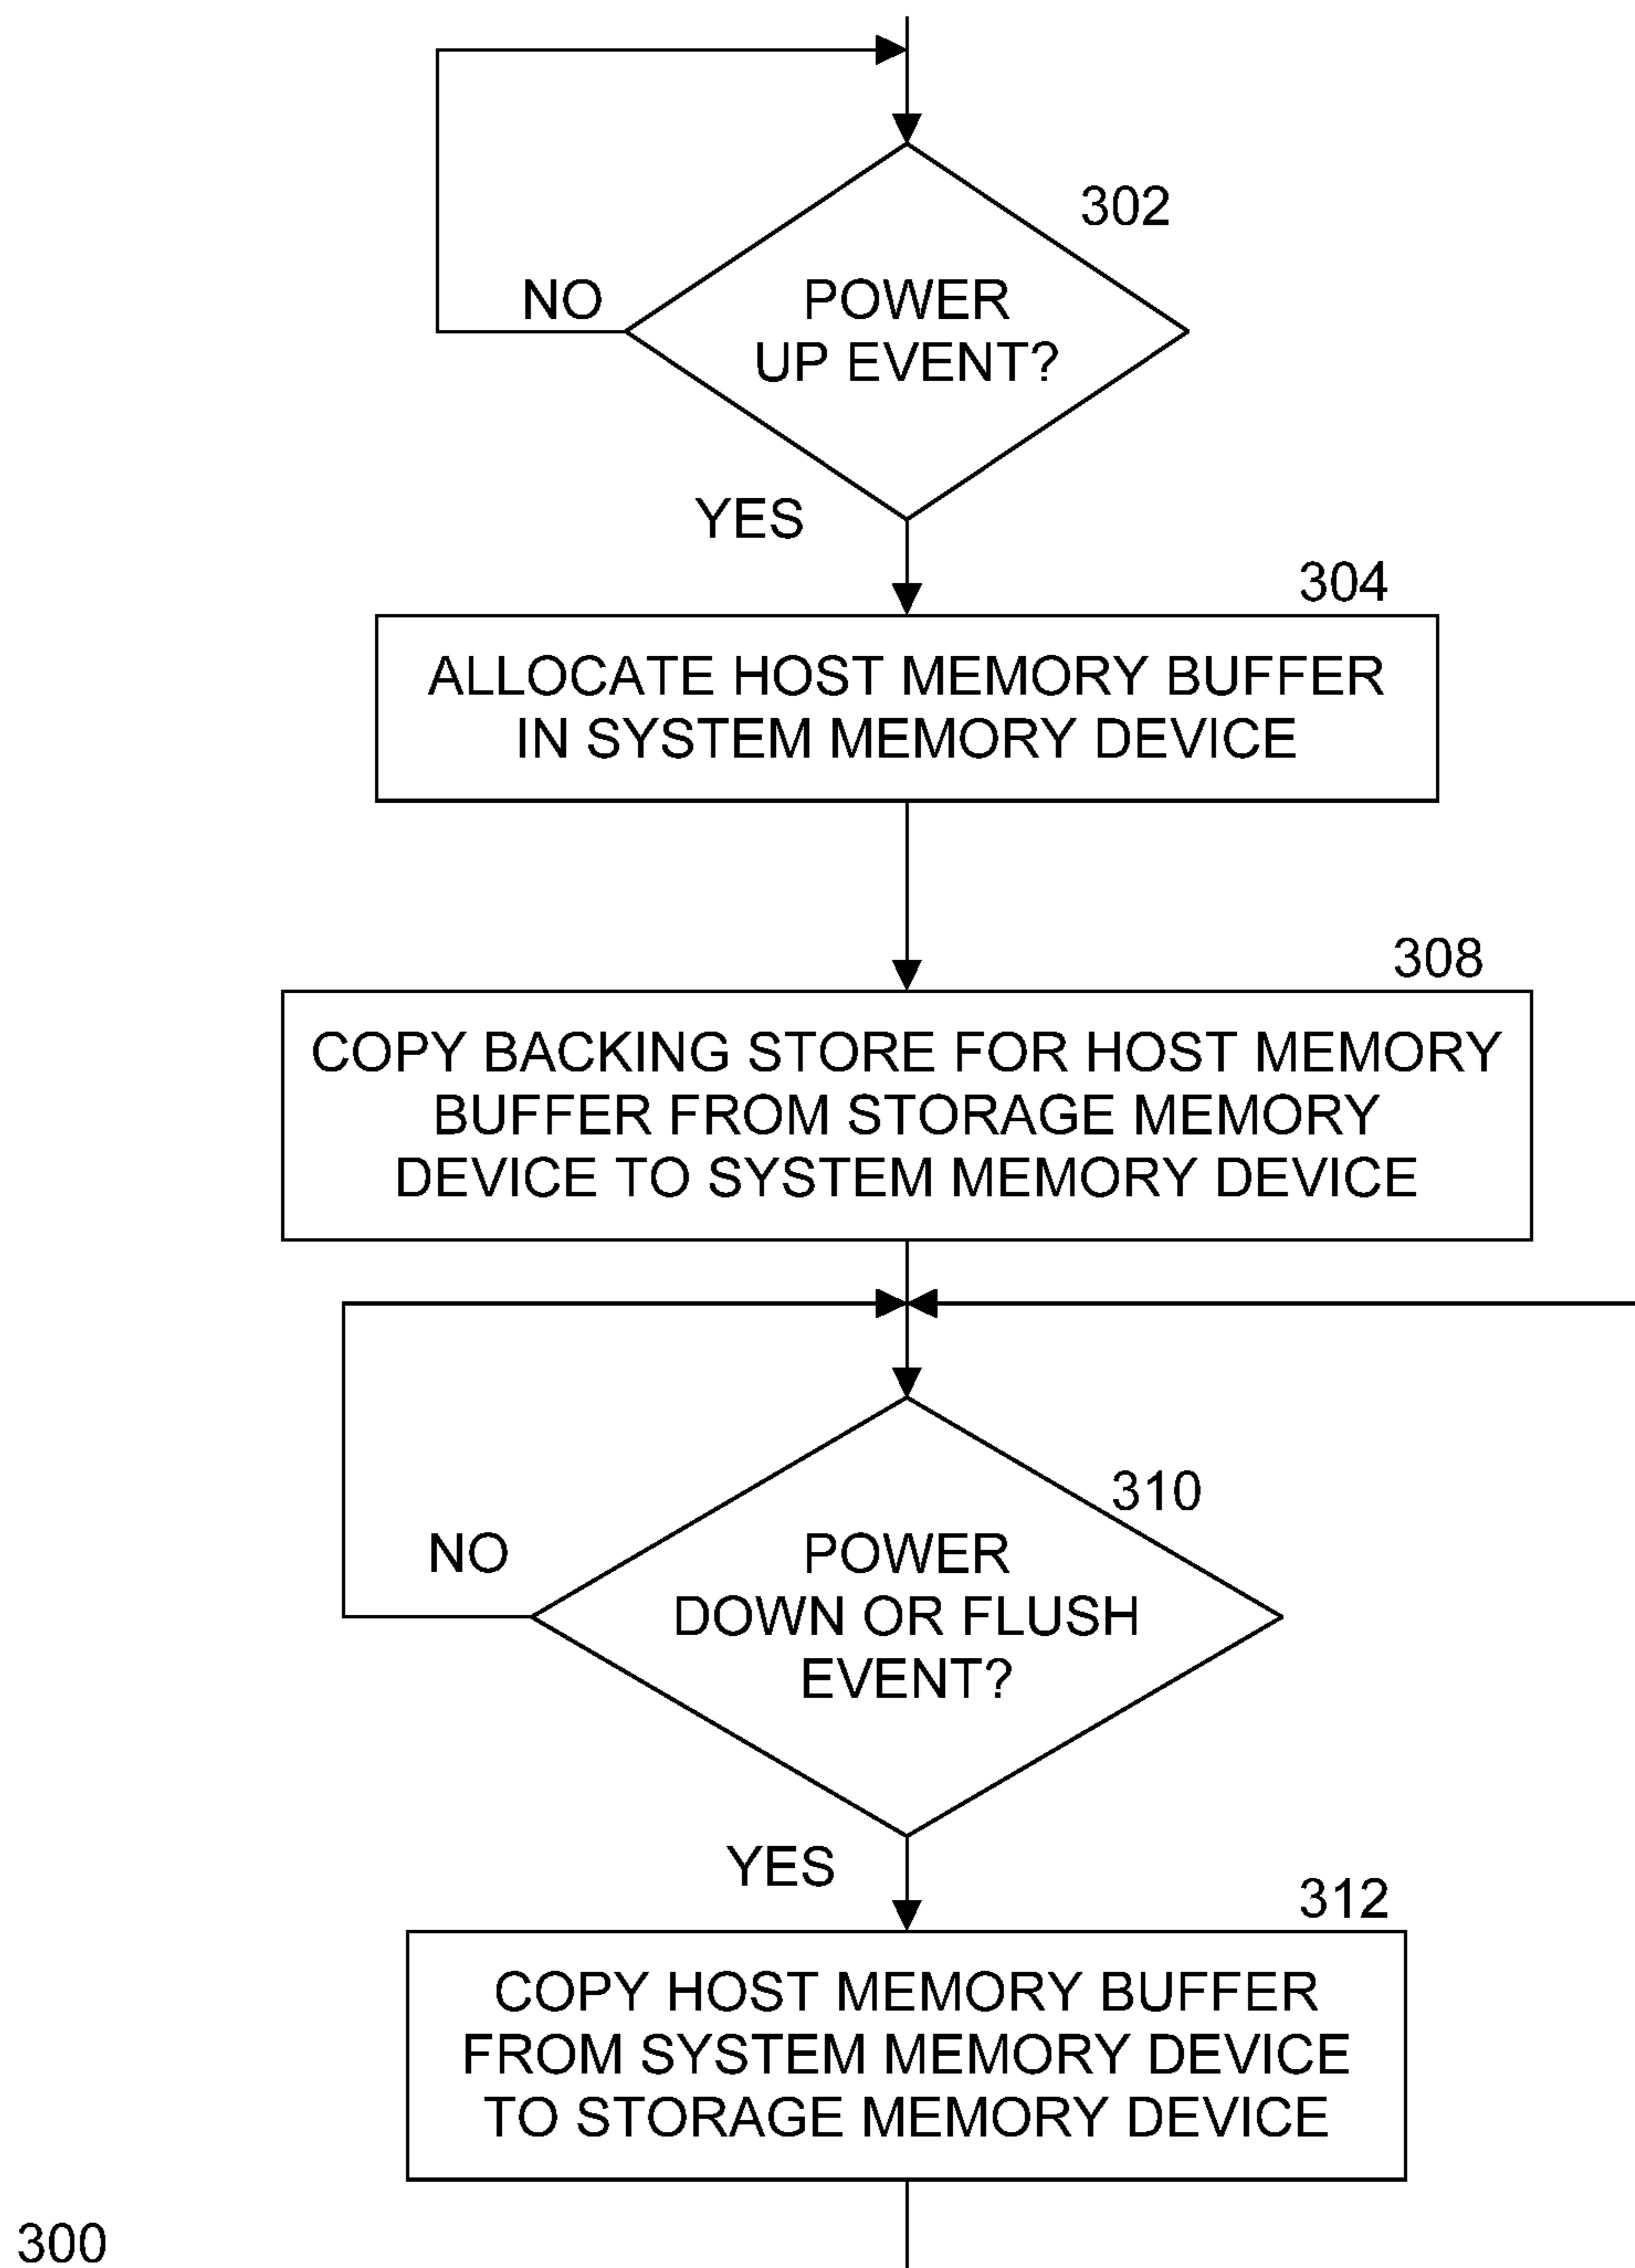 302
NO
POWER
UP EVENT?
YES
304
ALLOCATE HOST MEMORY BUFFER
IN SYSTEM MEMORY DEVICE
308
COPY BACKING STORE FOR HOST MEMORY
BUFFER FROM STORAGE MEMORY
DEVICE TO SYSTEM MEMORY DEVICE
310
NO
POWER
DOWN OR FLUSH
EVENT?
YES
312
COPY HOST MEMORY BUFFER
FROM SYSTEM MEMORY DEVICE
TO STORAGE MEMORY DEVICE
300